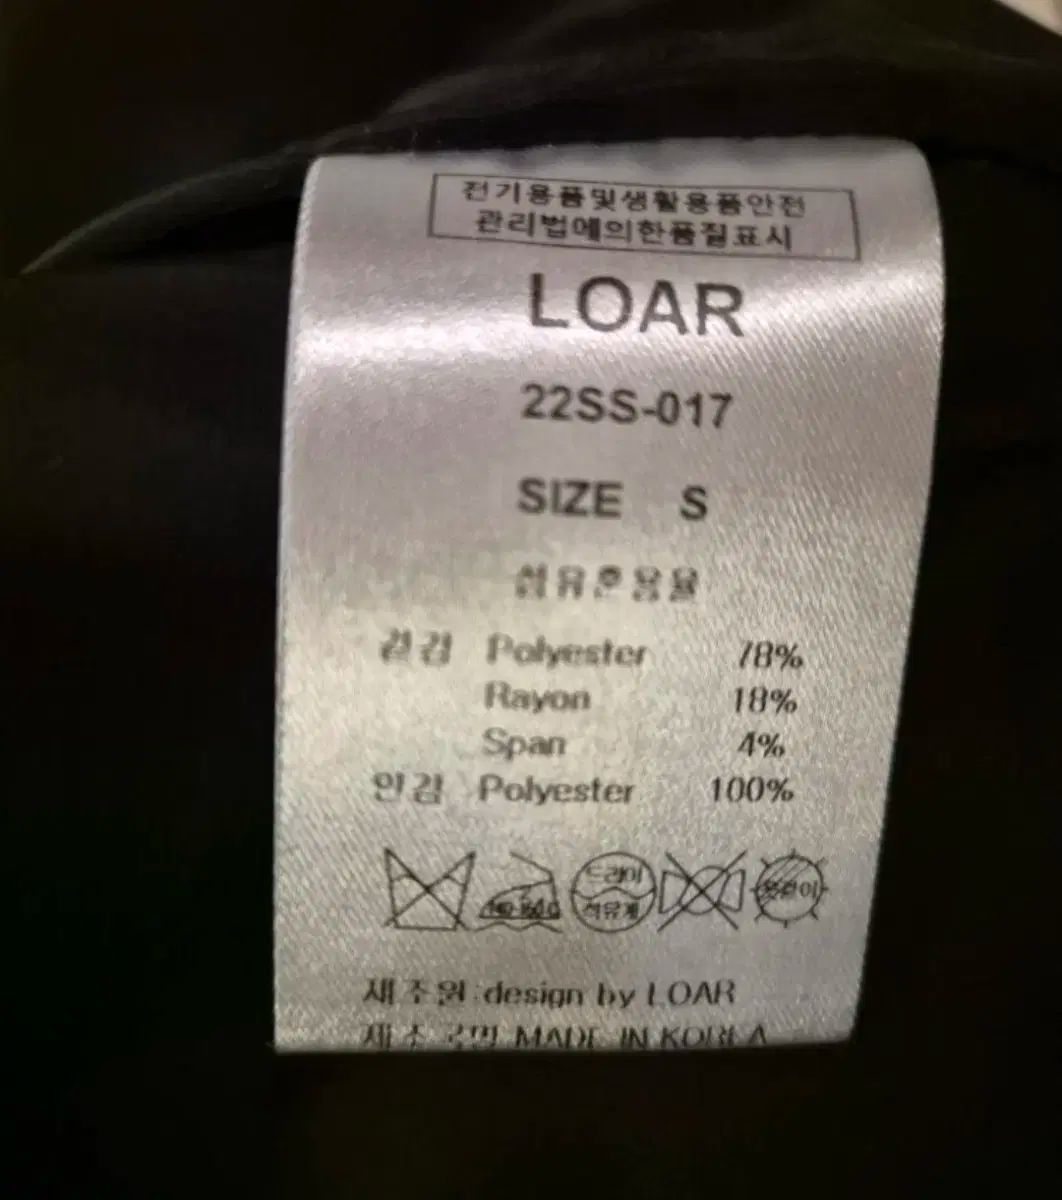 전기용품및생활용품안전
관리법에의한품질표시
LOAR
22SS-017
SIZE S
섬유혼용율
겉감 Polyester 78%
Rayon 18%
Span 4%
안감 Polyester 100%
드라이
석유계
제조원:design by LOAR
제조국명 MADE IN KOREA